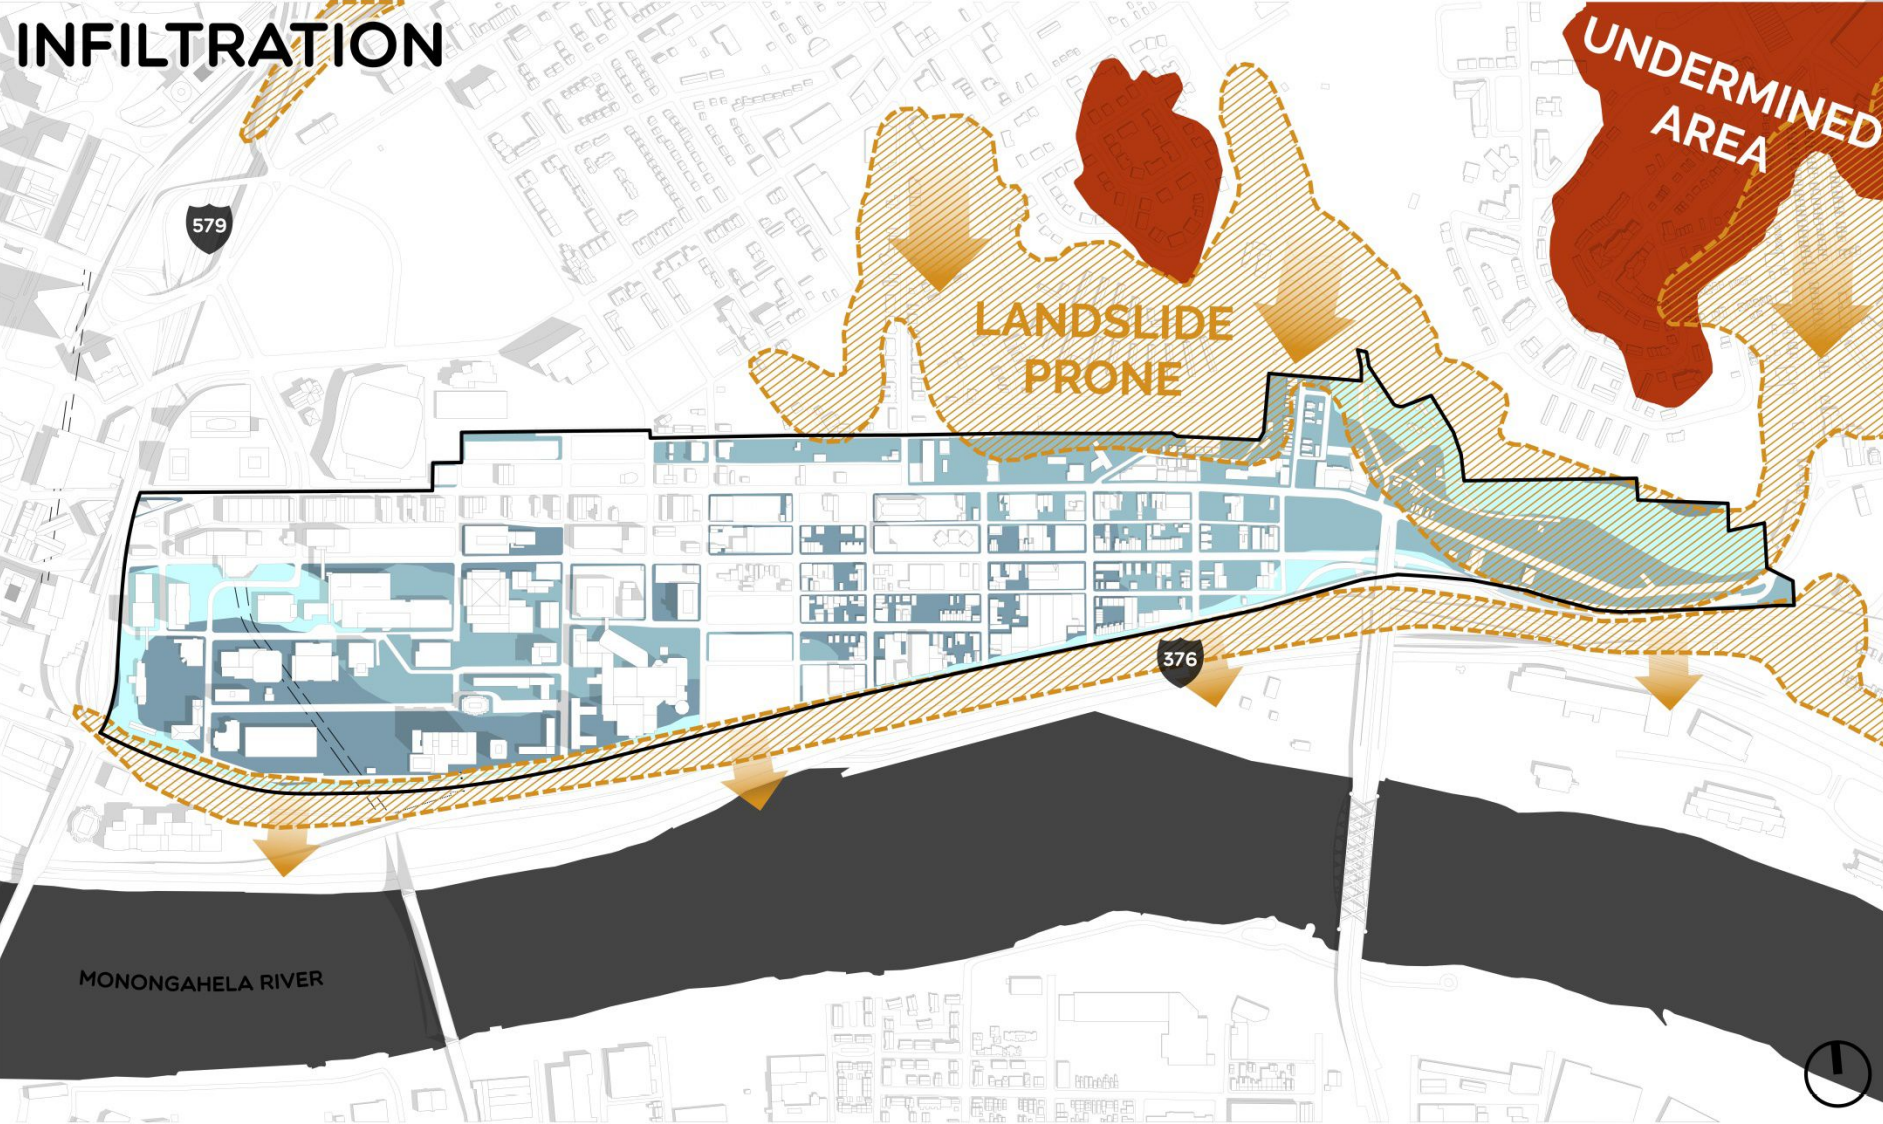 INFILTRATION
UNDERMINED
AREA
579
LANDSLIDE
PRONE
376
MONONGAHELA RIVER